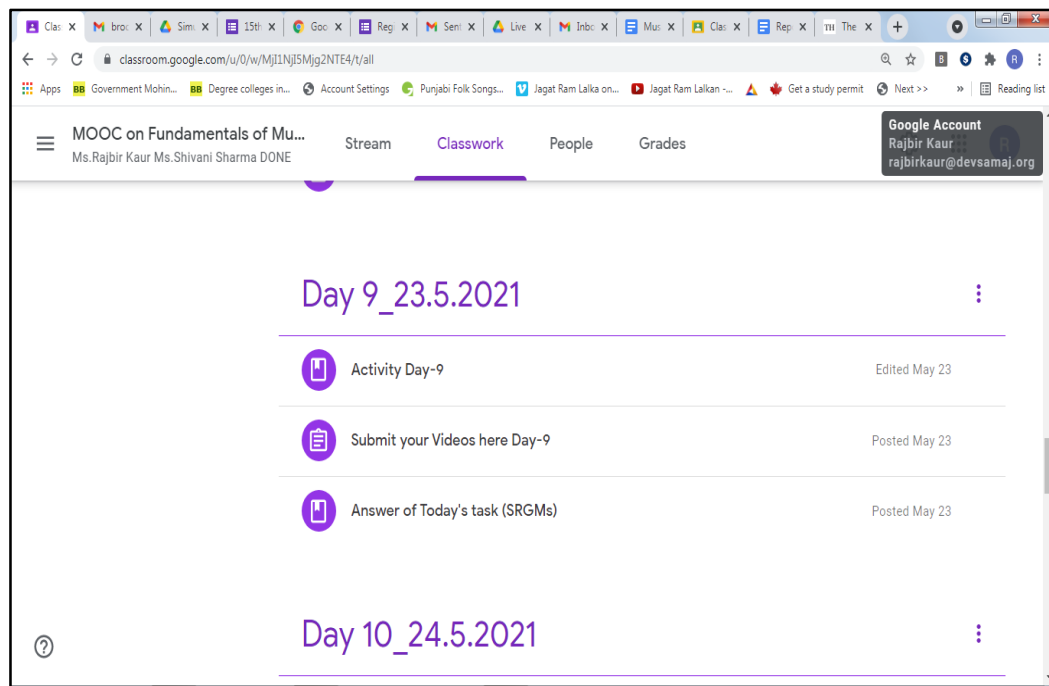 Clas
broc
Sim
15th
Goo
Reg
Sent
Live
Inbc
Mus
Clas
Rep
TH The
classroom.google.com/u/0/w/MjI1NjI5Mjg2NTE4/t/all
B
S
R
Apps
BB Government Mohin...
BB Degree colleges in...
Account Settings
Punjabi Folk Songs...
Jagat Ram Lalka on...
Jagat Ram Lalkan -...
Get a study permit
Next >>
»
Reading list
MOOC on Fundamentals of Mu...
Ms.Rajbir Kaur Ms.Shivani Sharma DONE
Stream
Classwork
People
Grades
Google Account
Rajbir Kaur
rajbirkaur@devsamaj.org
Day 9_23.5.2021
Activity Day-9
Edited May 23
Submit your Videos here Day-9
Posted May 23
Answer of Today's task (SRGMs)
Posted May 23
Day 10_24.5.2021